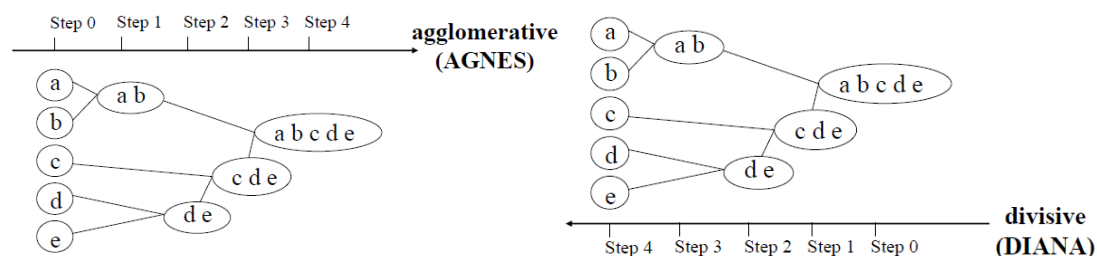 Step 0 Step 1 Step 2 Step 3 Step 4
agglomerative
(AGNES)
a
a b
b
a b c d e
c
c d e
d
d e
e
a
a b
b
a b c d e
c
c d e
d
d e
e
divisive
(DIANA)
Step 4 Step 3 Step 2 Step 1 Step 0